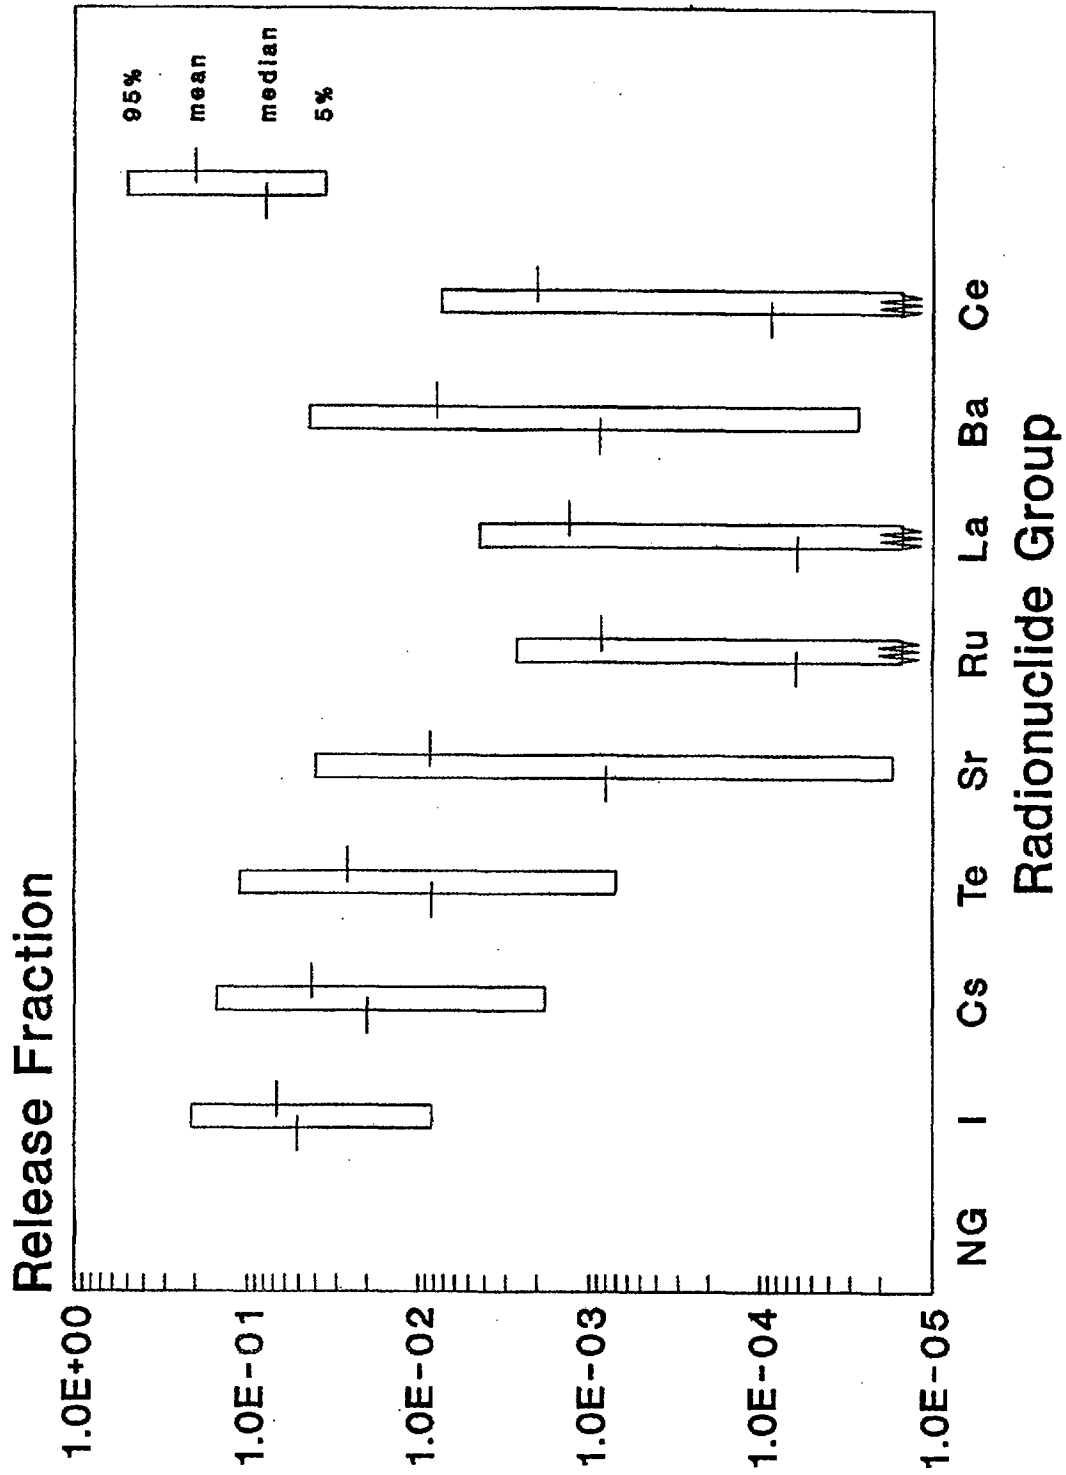 Release Fraction
1.0E+00
1.0E-01
1.0E-02
1.0E-03
1.0E-04
1.0E-05
95%
mean
median
5%
NG I Cs Te Sr Ru La Ba Ce
Radionuclide Group